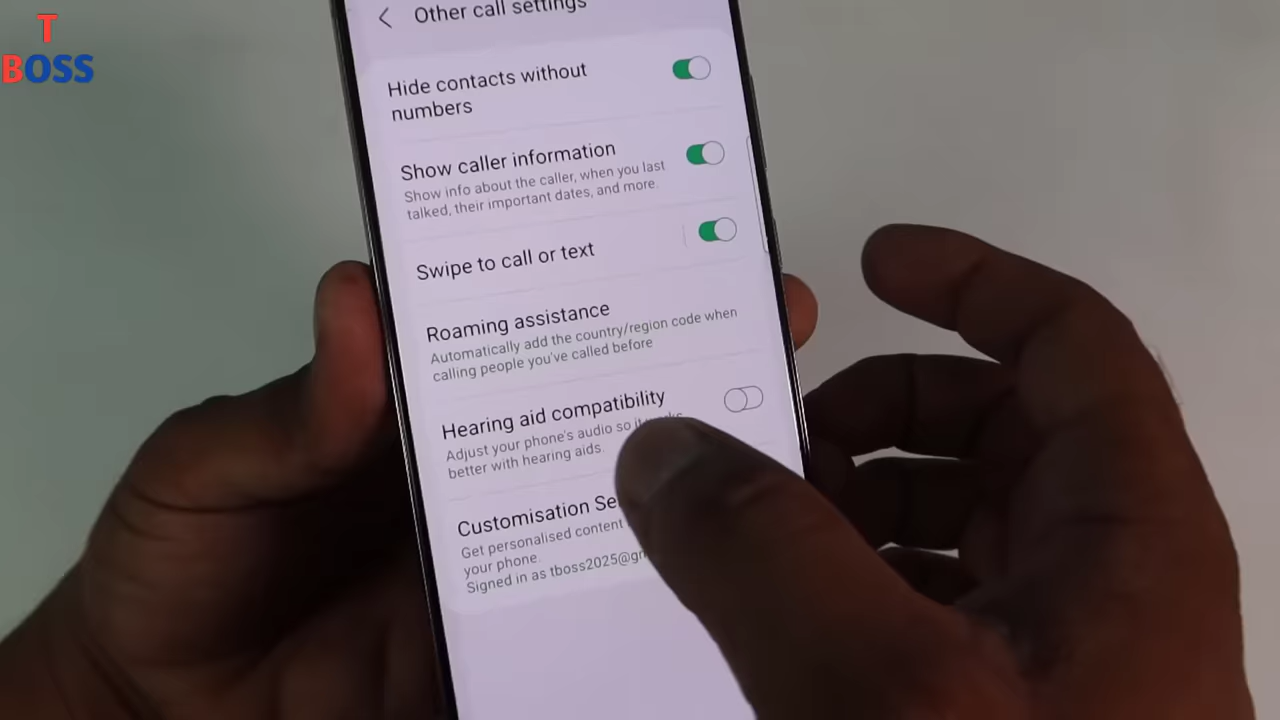 T
BOSS
Other call settings
Hide contacts without
numbers
Show caller information
Show info about the caller, when you last
talked, their important dates, and more.
Swipe to call or text
Roaming assistance
Automatically add the country/region code when
calling people you've called before
Hearing aid compatibility
Adjust your phone's audio so it works
better with hearing aids.
Customisation
Get personalised content
your phone.
Signed in as